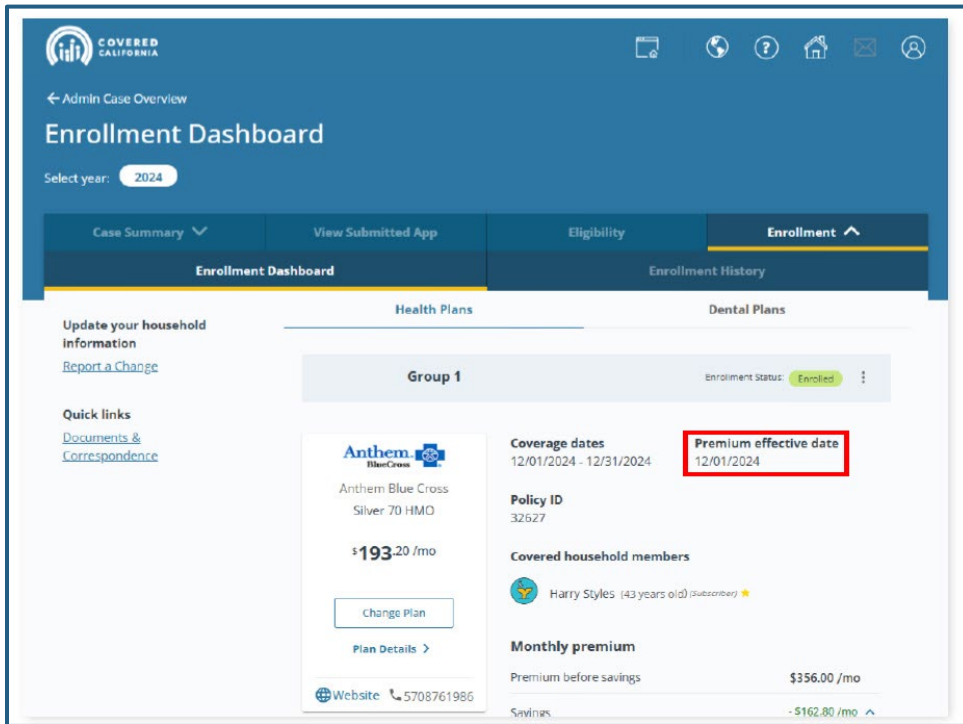 COVERED
CALIFORNIA
← Admin Case Overview
Enrollment Dashboard
Select year: 2024
Case Summary View Submitted App Eligibility Enrollment
Enrollment Dashboard Enrollment History
Update your household
information
Report a Change
Quick links
Documents &
Correspondence
Health Plans Dental Plans
Group 1 Enrollment Status: Enrolled
Anthem
BlueCross
Anthem Blue Cross
Silver 70 HMO
$193.20 /mo
Change Plan
Plan Details >
Website 5708761986
Coverage dates Premium effective date
12/01/2024 - 12/31/2024 12/01/2024
Policy ID
32627
Covered household members
Harry Styles (43 years old) (Subscriber)
Monthly premium
Premium before savings $356.00 /mo
Savings - $162.80 /mo